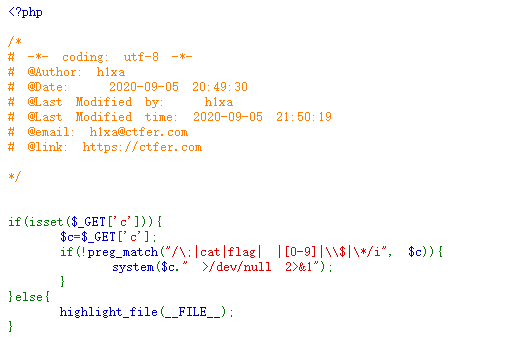 <?php
/*
# -*- coding: utf-8 -*-
# @Author: h1xa
# @Date:   2020-09-05 20:49:30
# @Last Modified by:   h1xa
# @Last Modified time: 2020-09-05 21:50:19
# @email: h1xa@ctfer.com
# @link: https://ctfer.com
*/
if(isset($_GET['c'])){
    $c=$_GET['c'];
    if(!preg_match("/\;|cat|flag| |[0-9]|\\$|\*/i", $c)){
        system($c." >/dev/null 2>&1");
    }
}else{
    highlight_file(__FILE__);
}